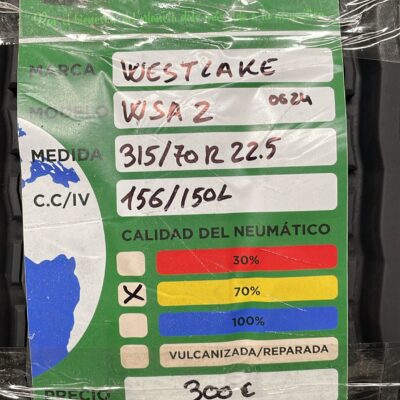 MARCA WESTLAKE
MODELO WSA2 0624
MEDIDA 315/70 R 22.5
C.C/IV 156/150L
CALIDAD DEL NEUMÁTICO
30%
X 70%
100%
VULCANIZADA/REPARADA
PRECIO 300 €